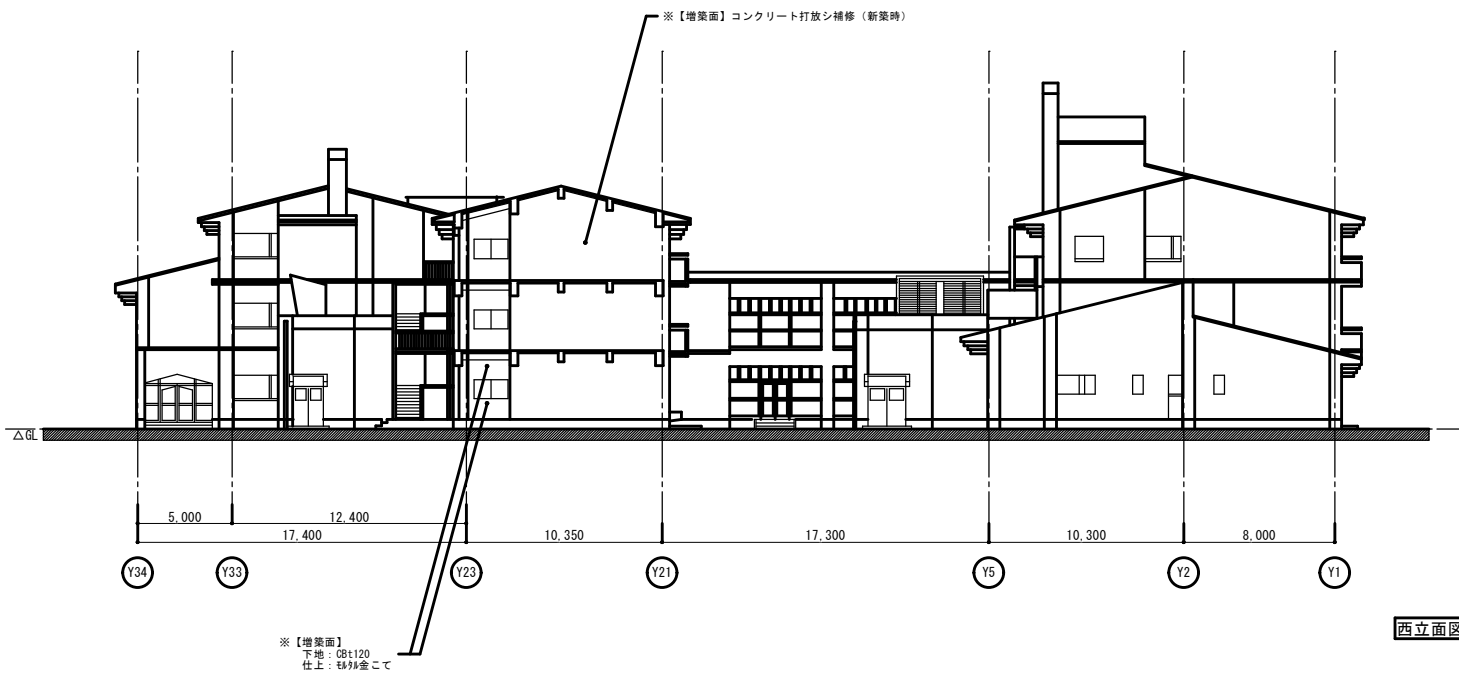 ※【増築面】コンクリート打放シ補修（新築時）
△GL
5,000
12,400
17,400
10,350
17,300
10,300
8,000
Y34
Y33
Y23
Y21
Y5
Y2
Y1
西立面図
※【増築面】
下地：CBt120
仕上：ﾓﾙﾀﾙ金こて